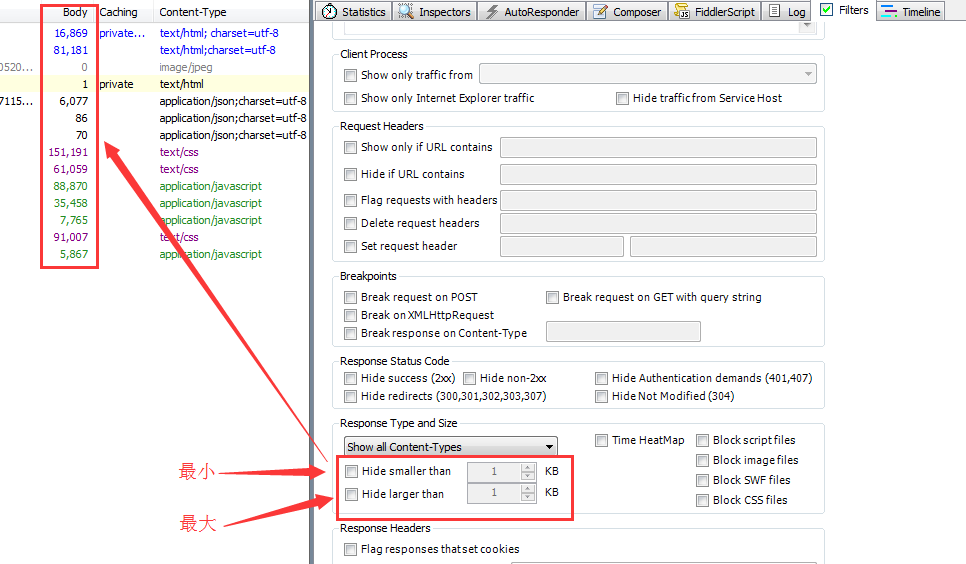 Body Caching Content-Type
16,869 private... text/html; charset=utf-8
81,181 text/html;charset=utf-8
0520... 0 image/jpeg
1 private text/html
7115... 6,077 application/json;charset=utf-8
86 application/json;charset=utf-8
70 application/json;charset=utf-8
151,191 text/css
61,059 text/css
88,870 application/javascript
35,458 application/javascript
7,765 application/javascript
91,007 text/css
5,867 application/javascript
最小
最大
Statistics Inspectors AutoResponder Composer FiddlerScript Log Filters Timeline
Client Process
Show only traffic from
Show only Internet Explorer traffic Hide traffic from Service Host
Request Headers
Show only if URL contains
Hide if URL contains
Flag requests with headers
Delete request headers
Set request header
Breakpoints
Break request on POST Break request on GET with query string
Break on XMLHttpRequest
Break response on Content-Type
Response Status Code
Hide success (2xx) Hide non-2xx Hide Authentication demands (401,407)
Hide redirects (300,301,302,303,307) Hide Not Modified (304)
Response Type and Size
Show all Content-Types Time HeatMap Block script files
Hide smaller than 1 KB Block image files
Hide larger than 1 KB Block SWF files
Block CSS files
Response Headers
Flag responses that set cookies